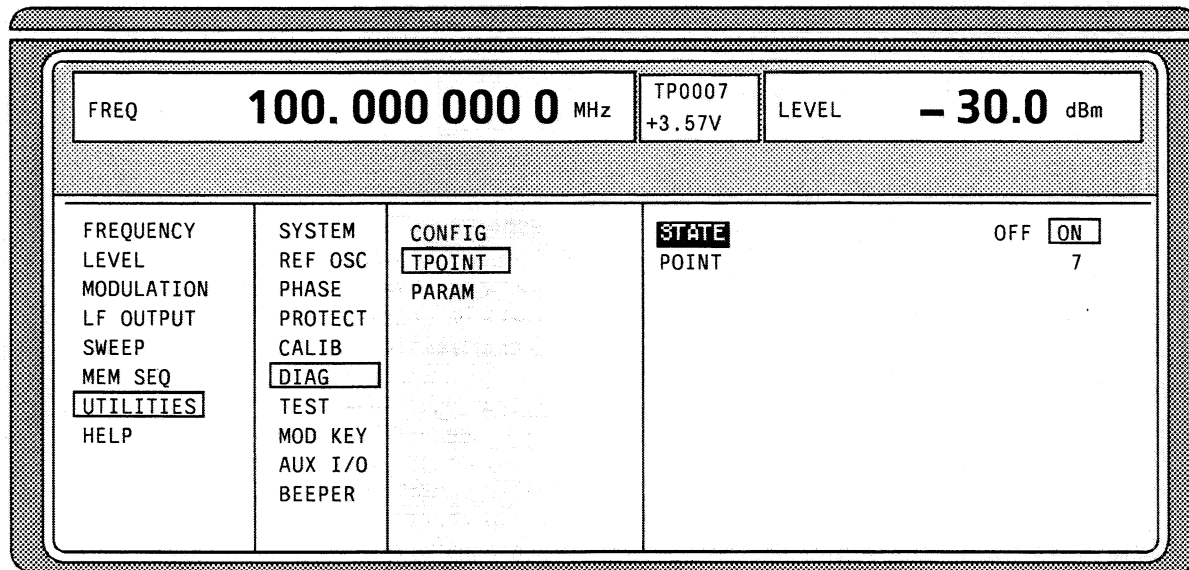 FREQ 100. 000 000 0 MHz
TP0007
+3.57V
LEVEL – 30.0 dBm
FREQUENCY
LEVEL
MODULATION
LF OUTPUT
SWEEP
MEM SEQ
UTILITIES
HELP
SYSTEM
REF OSC
PHASE
PROTECT
CALIB
DIAG
TEST
MOD KEY
AUX I/O
BEEPER
CONFIG
TPOINT
PARAM
STATE OFF ON
POINT 7